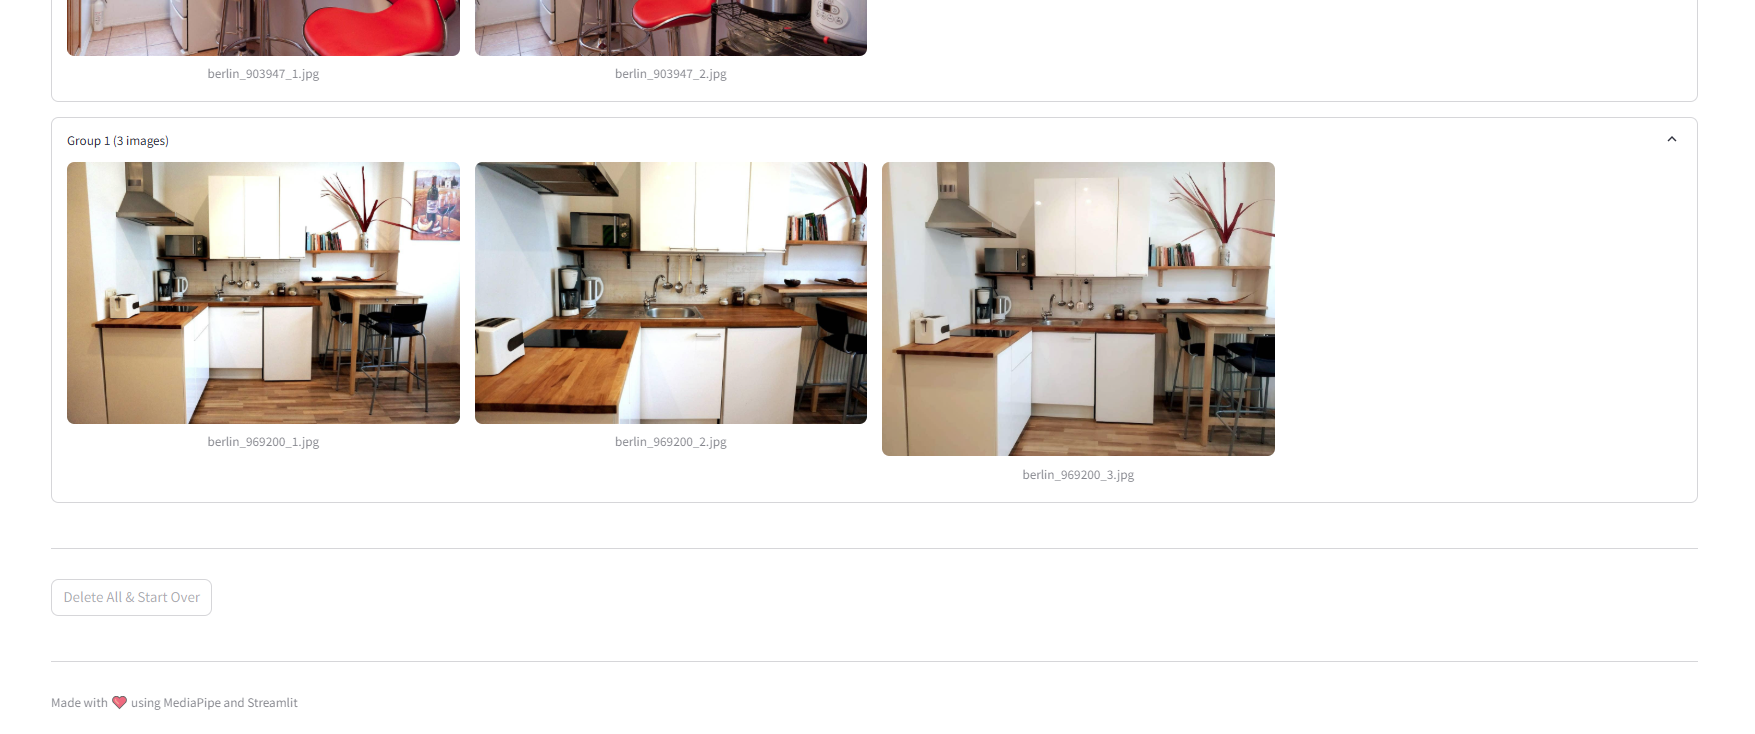 berlin_903947_1.jpg
berlin_903947_2.jpg
Group 1 (3 images)
berlin_969200_1.jpg
berlin_969200_2.jpg
berlin_969200_3.jpg
Delete All & Start Over
Made with ❤️ using MediaPipe and Streamlit